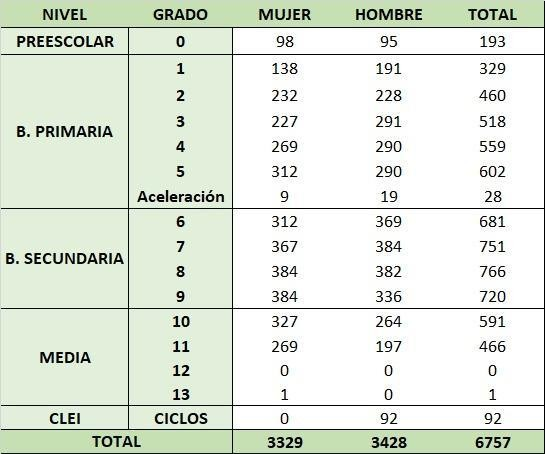 NIVEL GRADO MUJER HOMBRE TOTAL
PREESCOLAR 0 98 95 193
B. PRIMARIA
1 138 191 329
2 232 228 460
3 227 291 518
4 269 290 559
5 312 290 602
Aceleración 9 19 28
B. SECUNDARIA
6 312 369 681
7 367 384 751
8 384 382 766
9 384 336 720
MEDIA
10 327 264 591
11 269 197 466
12 0 0 0
13 1 0 1
CLEI CICLOS 0 92 92
TOTAL 3329 3428 6757